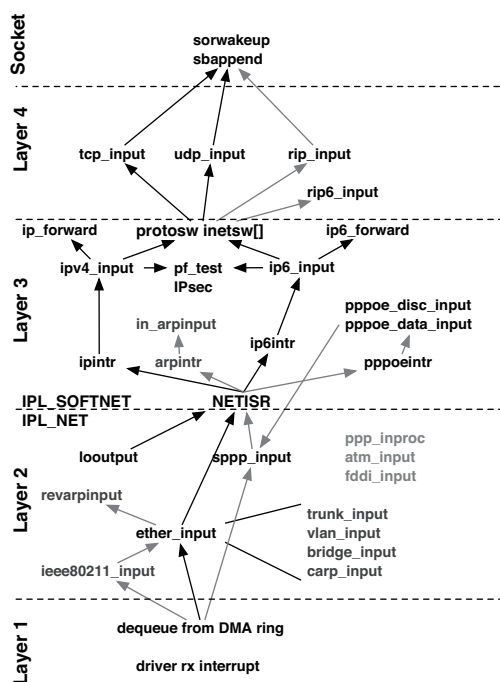 Socket
sorwakeup
sbappend
Layer 4
tcp_input
udp_input
rip_input
rip6_input
ip_forward
protosw inetsw[]
ip6_forward
Layer 3
ipv4_input
pf_test
ip6_input
IPsec
pppoe_disc_input
in_arpinput
pppoe_data_input
ip6intr
ipintr
arpintr
pppoeintr
IPL_SOFTNET
NETISR
IPL_NET
Layer 2
looutput
sppp_input
ppp_inproc
atm_input
fddi_input
revarpinput
trunk_input
ether_input
vlan_input
bridge_input
ieee80211_input
carp_input
Layer 1
dequeue from DMA ring
driver rx interrupt